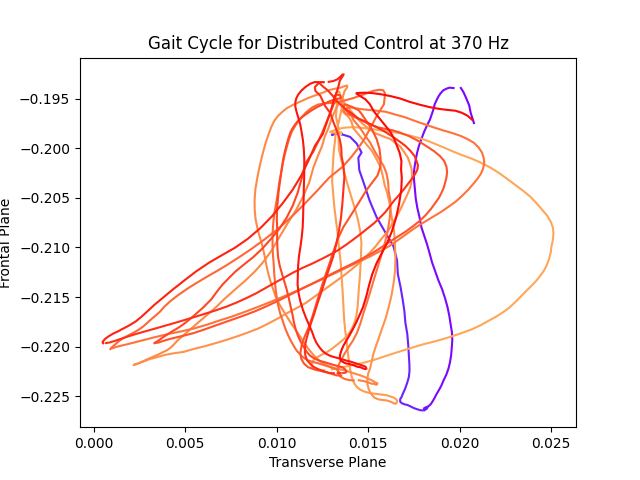 Gait Cycle for Distributed Control at 370 Hz
Frontal Plane
−0.195
−0.200
−0.205
−0.210
−0.215
−0.220
−0.225
0.000 0.005 0.010 0.015 0.020 0.025
Transverse Plane